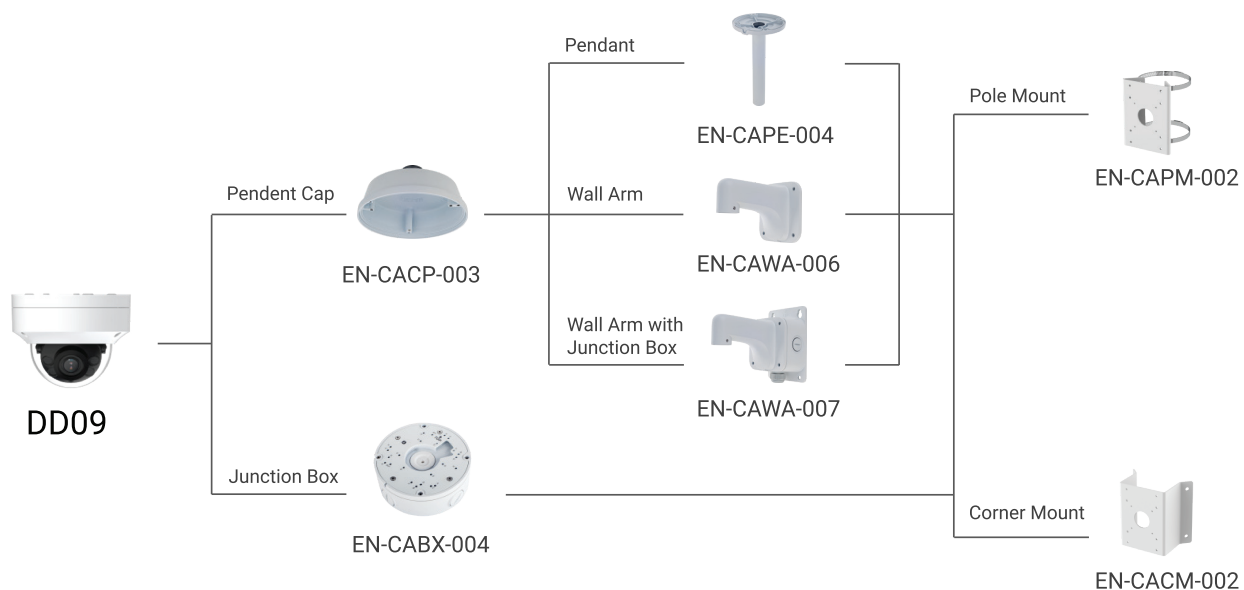 Pendant
EN-CAPE-004
Pole Mount
EN-CAPM-002
Pendent Cap
EN-CACP-003
Wall Arm
EN-CAWA-006
Wall Arm with
Junction Box
EN-CAWA-007
DD09
Junction Box
EN-CABX-004
Corner Mount
EN-CACM-002